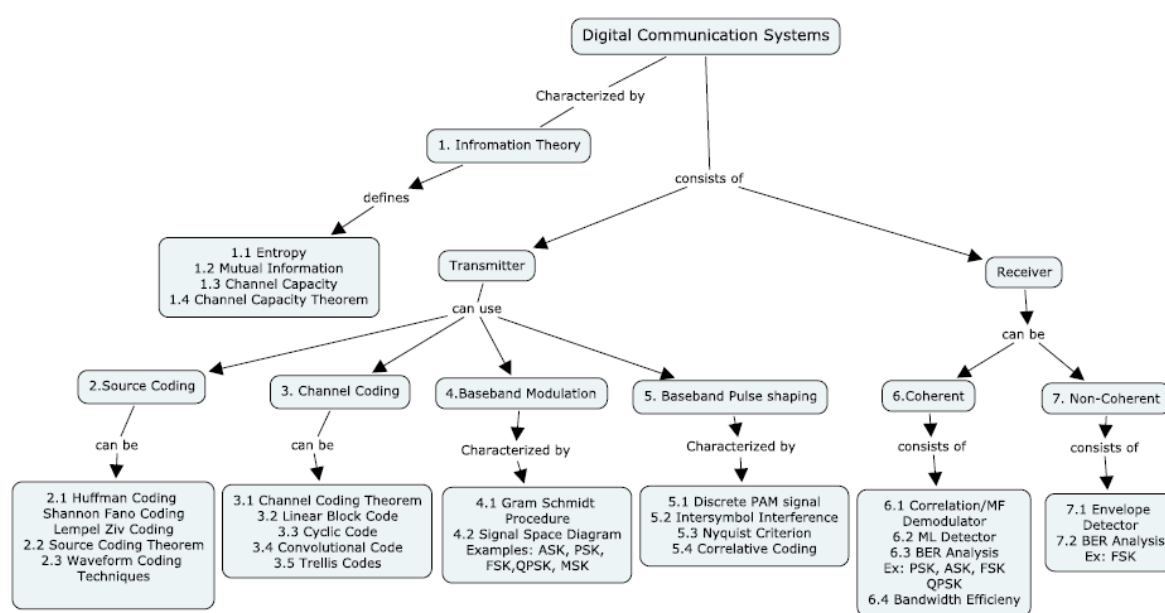 Digital Communication Systems
Characterized by
1. Infromation Theory
consists of
defines
1.1 Entropy
1.2 Mutual Information
1.3 Channel Capacity
1.4 Channel Capacity Theorem
Transmitter
Receiver
can use
can be
2.Source Coding
3. Channel Coding
4.Baseband Modulation
5. Baseband Pulse shaping
6.Coherent
7. Non-Coherent
can be
can be
Characterized by
Characterized by
consists of
consists of
2.1 Huffman Coding
Shannon Fano Coding
Lempel Ziv Coding
2.2 Source Coding Theorem
2.3 Waveform Coding
Techniques
3.1 Channel Coding Theorem
3.2 Linear Block Code
3.3 Cyclic Code
3.4 Convolutional Code
3.5 Trellis Codes
4.1 Gram Schmidt
Procedure
4.2 Signal Space Diagram
Examples: ASK, PSK,
FSK,QPSK, MSK
5.1 Discrete PAM signal
5.2 Intersymbol Interference
5.3 Nyquist Criterion
5.4 Correlative Coding
6.1 Correlation/MF
Demodulator
6.2 ML Detector
6.3 BER Analysis
Ex: PSK, ASK, FSK
QPSK
6.4 Bandwidth Efficieny
7.1 Envelope
Detector
7.2 BER Analysis
Ex: FSK